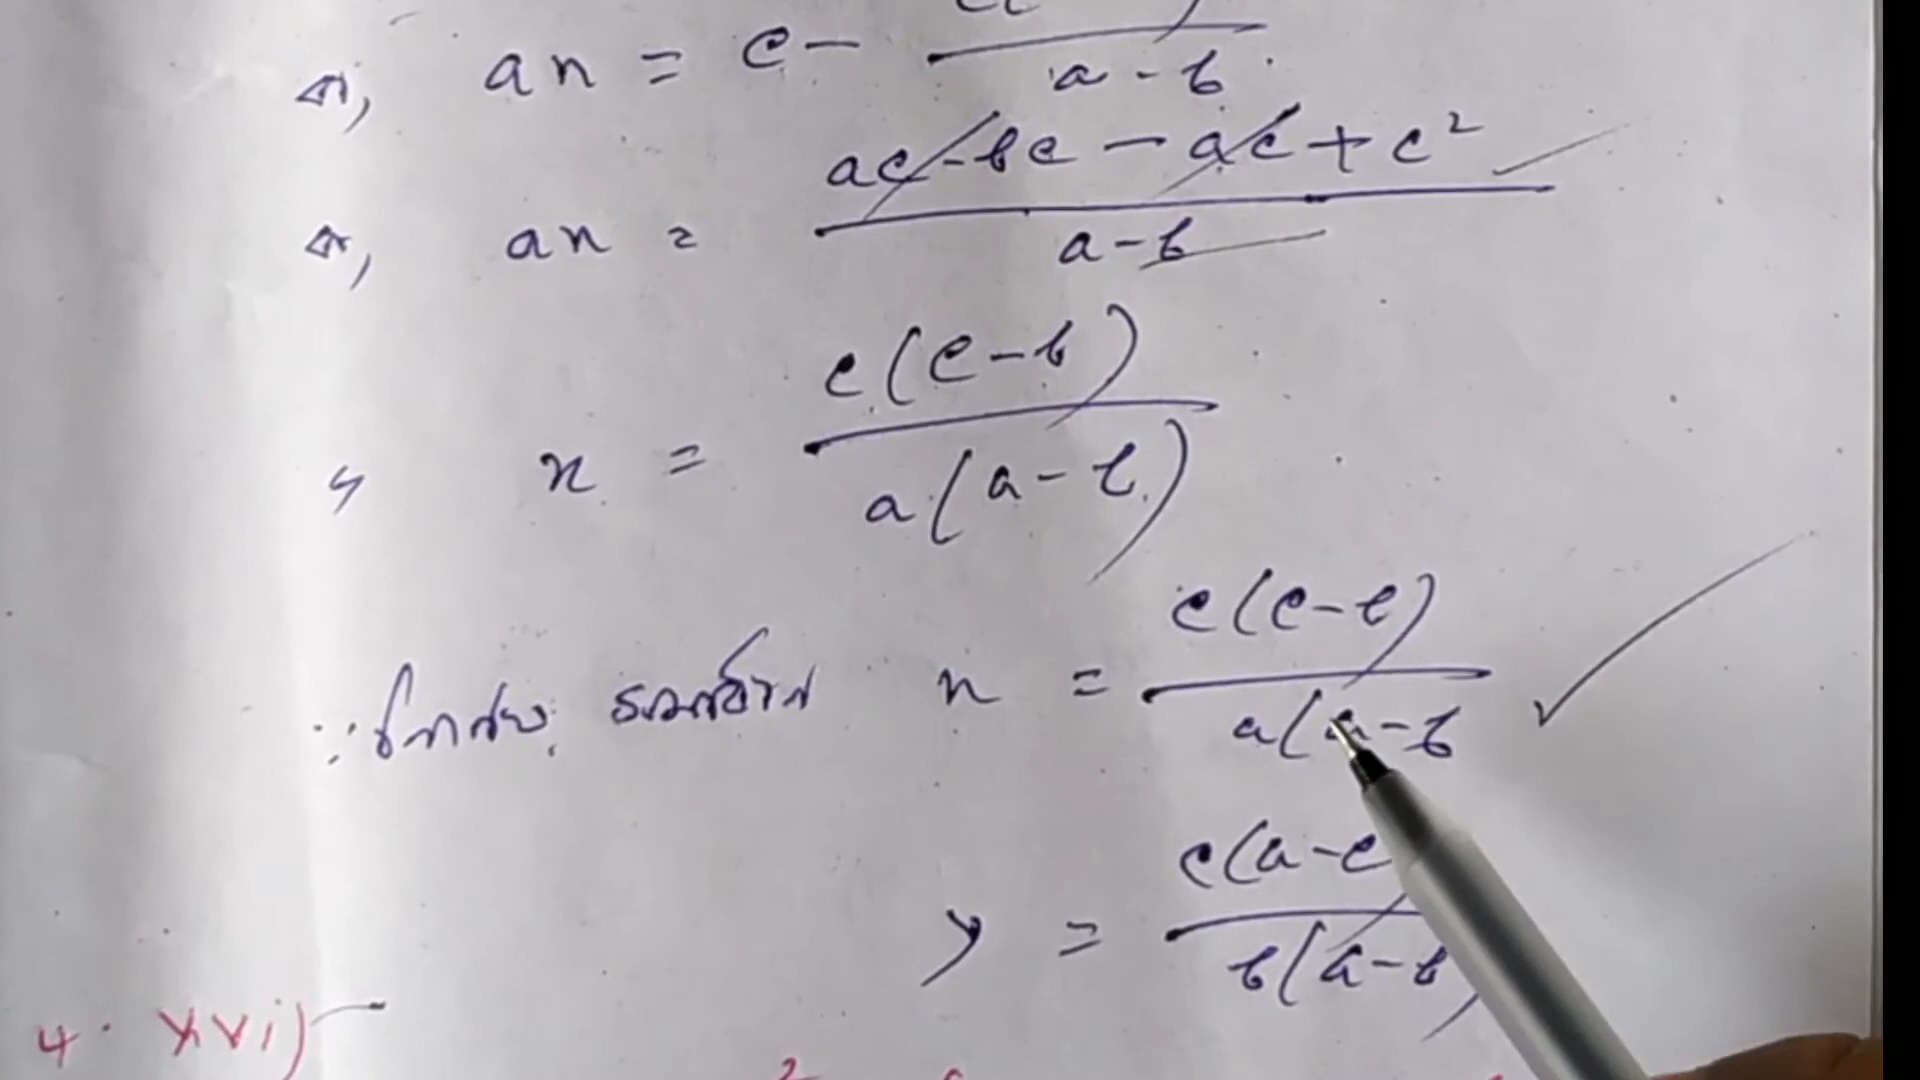 বা, ax = c - c( ) / a - b
বা, ax = ac - bc - ac + c² / a - b
" x = c(c - b) / a(a - b)
∴ নির্ণেয় সমাধান x = c(c - b) / a(a - b
y = c(a - c / b(a - b)
4. xvi)